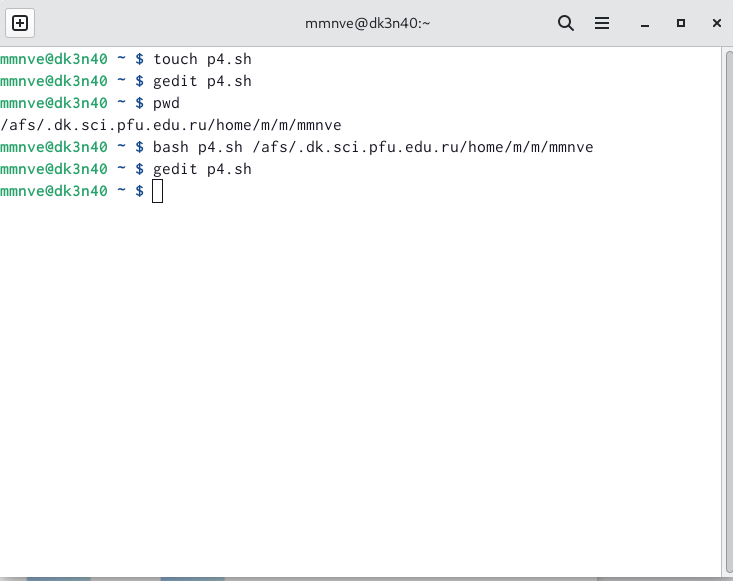 mmnve@dk3n40:~
mmnve@dk3n40 ~ $ touch p4.sh
mmnve@dk3n40 ~ $ gedit p4.sh
mmnve@dk3n40 ~ $ pwd
/afs/.dk.sci.pfu.edu.ru/home/m/m/mmnve
mmnve@dk3n40 ~ $ bash p4.sh /afs/.dk.sci.pfu.edu.ru/home/m/m/mmnve
mmnve@dk3n40 ~ $ gedit p4.sh
mmnve@dk3n40 ~ $